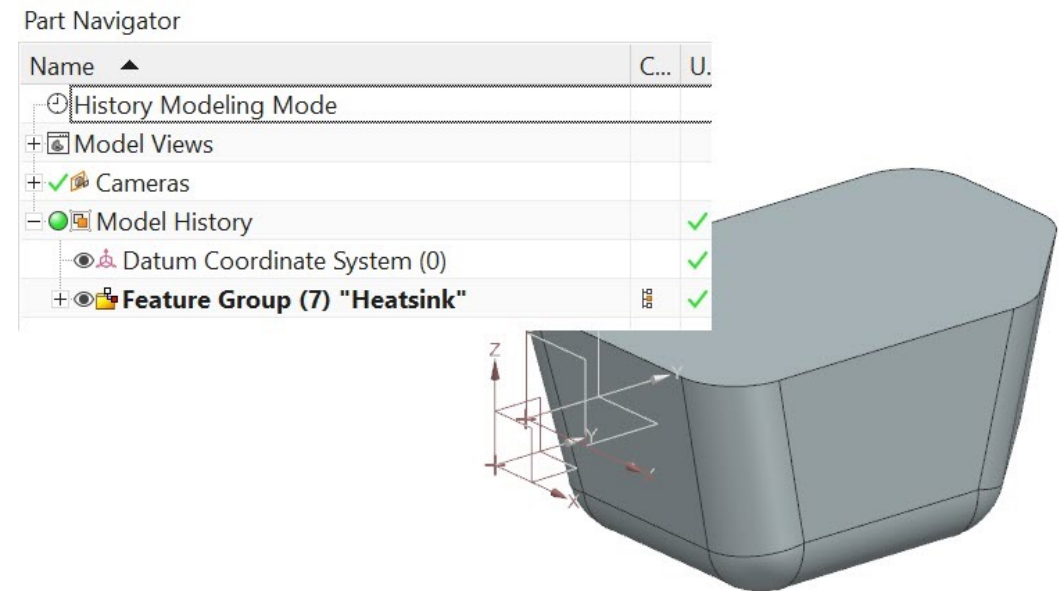 Part Navigator
Name C... U.
History Modeling Mode
Model Views
Cameras
Model History
Datum Coordinate System (0)
Feature Group (7) "Heatsink"
Z
Y
Y
X